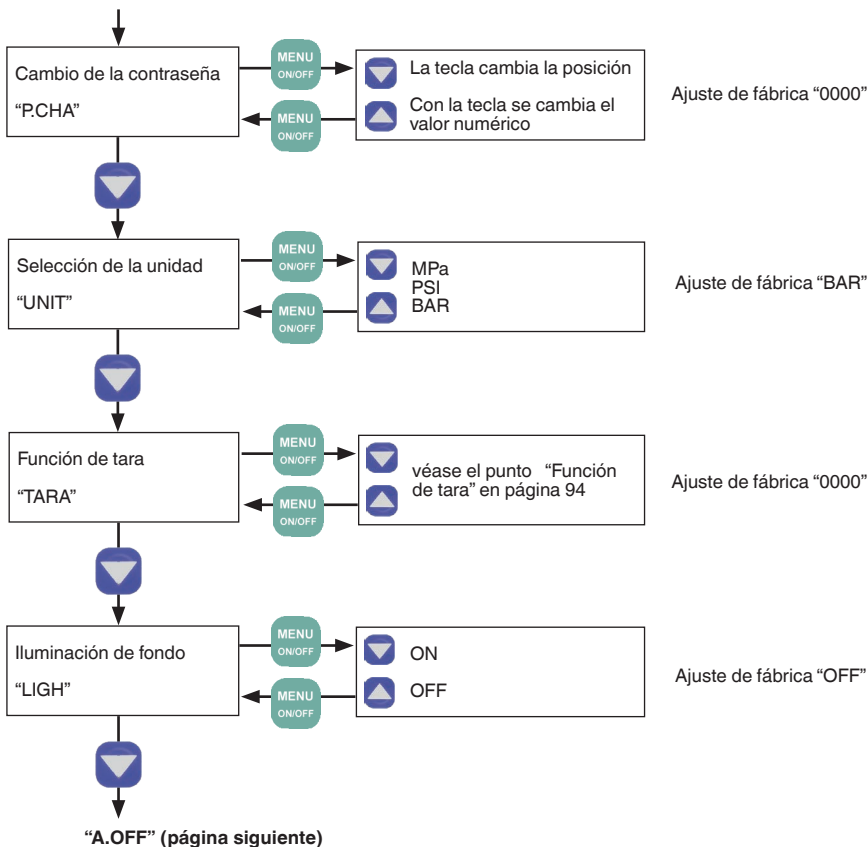 Cambio de la contraseña
“P.CHA”
MENU
ON/OFF
MENU
ON/OFF
La tecla cambia la posición
Con la tecla se cambia el
valor numérico
Ajuste de fábrica “0000”
Selección de la unidad
“UNIT”
MENU
ON/OFF
MENU
ON/OFF
MPa
PSI
BAR
Ajuste de fábrica “BAR”
Función de tara
“TARA”
MENU
ON/OFF
MENU
ON/OFF
véase el punto “Función
de tara” en página 94
Ajuste de fábrica “0000”
Iluminación de fondo
“LIGH”
MENU
ON/OFF
MENU
ON/OFF
ON
OFF
Ajuste de fábrica “OFF”
“A.OFF” (página siguiente)